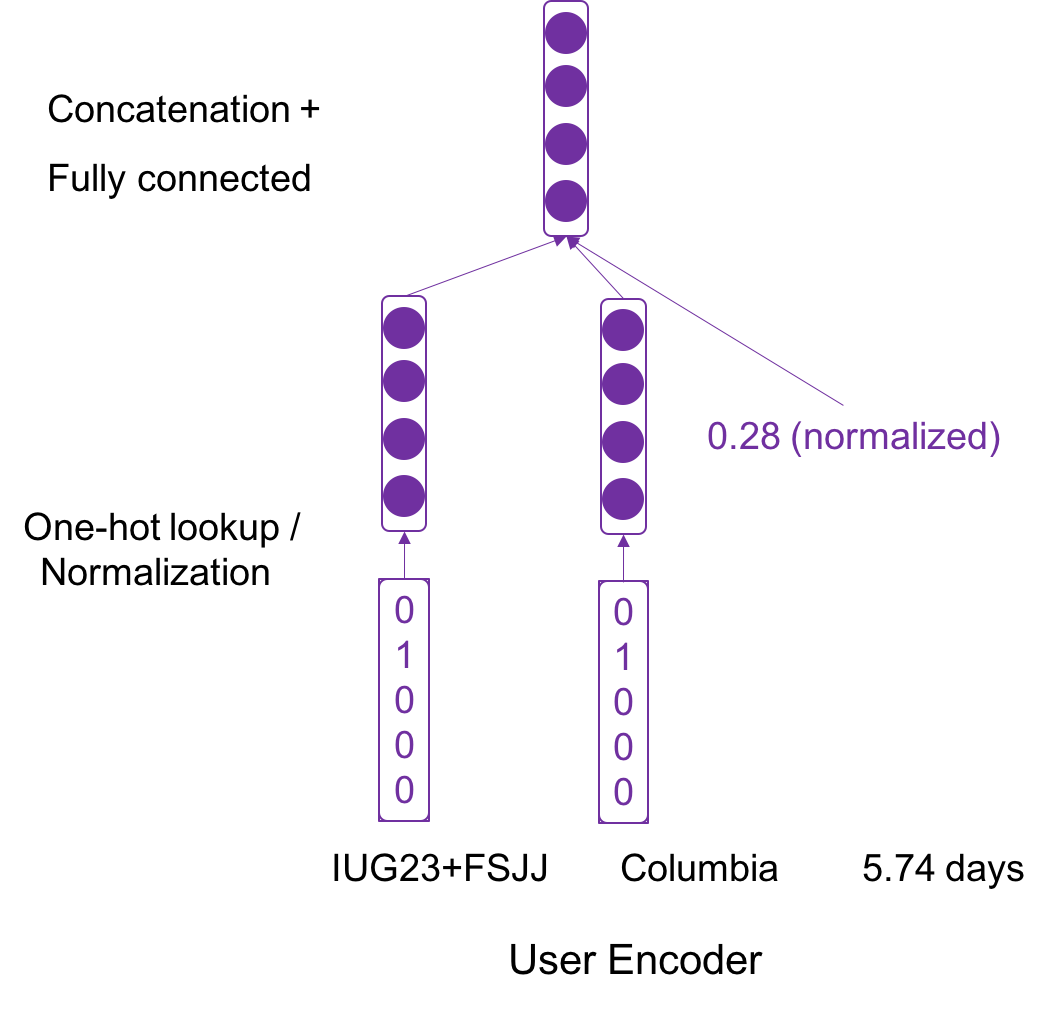 Concatenation +
Fully connected
0.28 (normalized)
One-hot lookup /
Normalization
0
1
0
0
0
0
1
0
0
0
IUG23+FSJJ
Columbia
5.74 days
User Encoder